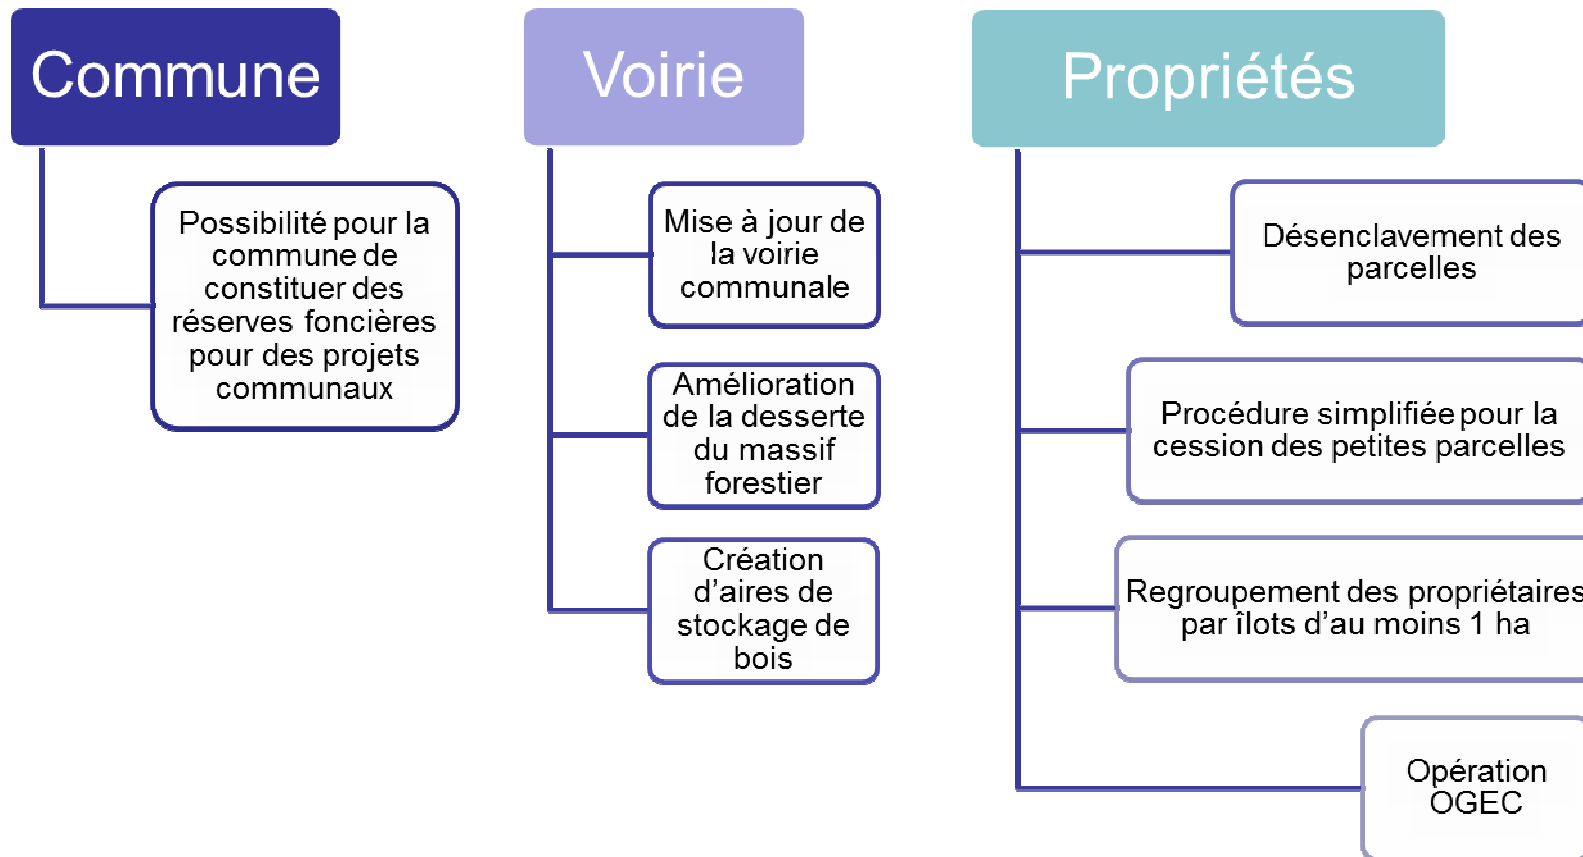 Commune
Possibilité pour la
commune de
constituer des
réserves foncières
pour des projets
communaux
Voirie
Mise à jour de
la voirie
communale
Amélioration
de la desserte
du massif
forestier
Création
d’aires de
stockage de
bois
Propriétés
Désenclavement des
parcelles
Procédure simplifiée pour la
cession des petites parcelles
Regroupement des propriétaires
par îlots d’au moins 1 ha
Opération
OGEC